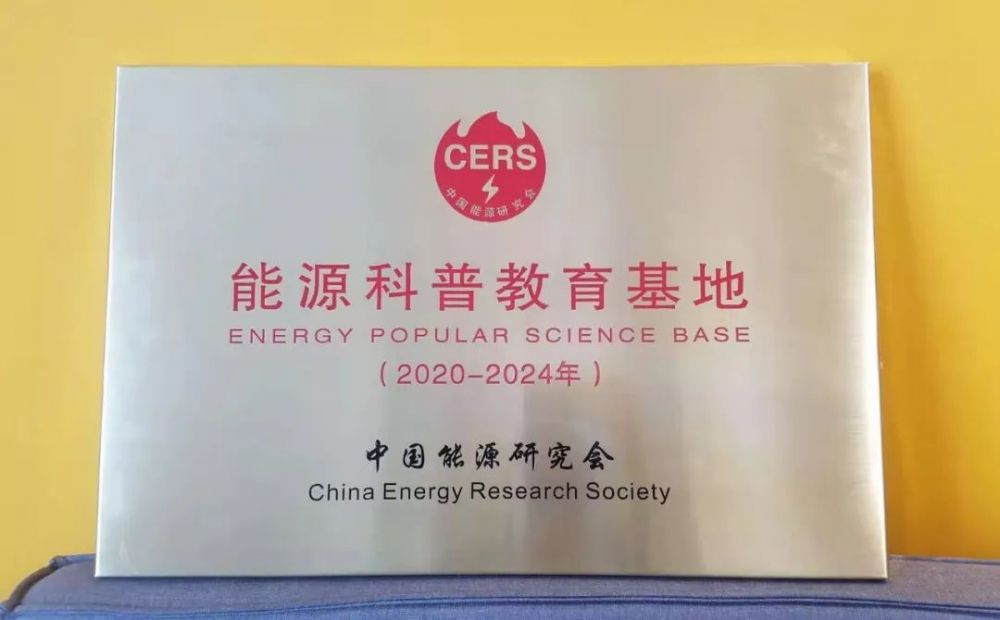 CERS
中国能源研究会
能源科普教育基地
ENERGY POPULAR SCIENCE BASE
（2020-2024年）
中国能源研究会
China Energy Research Society